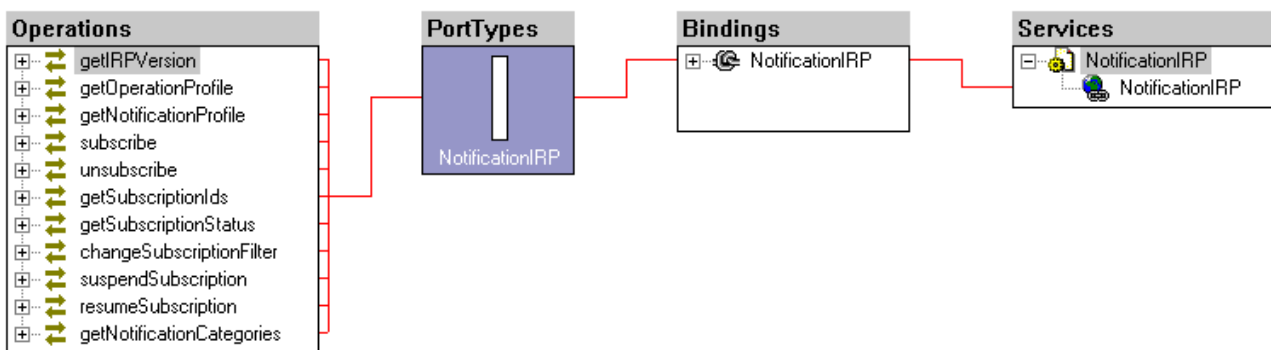 Operations
getIRPVersion
getOperationProfile
getNotificationProfile
subscribe
unsubscribe
getSubscriptionIds
getSubscriptionStatus
changeSubscriptionFilter
suspendSubscription
resumeSubscription
getNotificationCategories
PortTypes
NotificationIRP
Bindings
NotificationIRP
Services
NotificationIRP
NotificationIRP